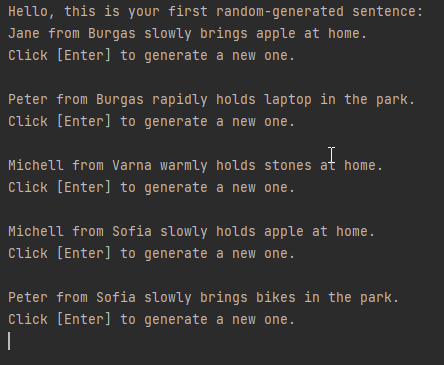 Hello, this is your first random-generated sentence:
Jane from Burgas slowly brings apple at home.
Click [Enter] to generate a new one.
Peter from Burgas rapidly holds laptop in the park.
Click [Enter] to generate a new one.
Michell from Varna warmly holds stones at home.
Click [Enter] to generate a new one.
Michell from Sofia slowly holds apple at home.
Click [Enter] to generate a new one.
Peter from Sofia slowly brings bikes in the park.
Click [Enter] to generate a new one.